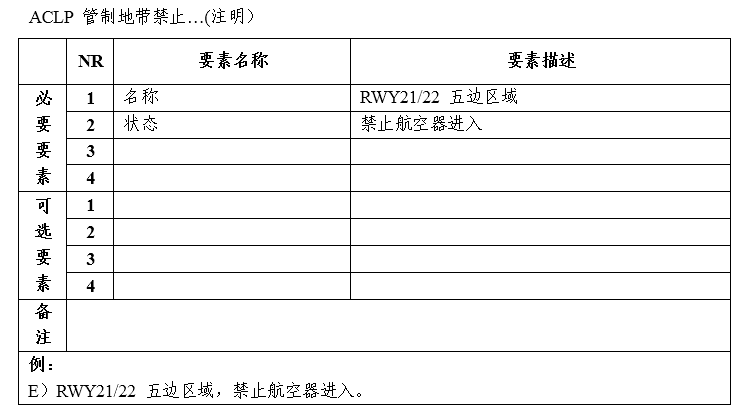 ACLP 管制地带禁止…(注明）
NR 要素名称 要素描述
必要要素
1 名称 RWY21/22 五边区域
2 状态 禁止航空器进入
3
4
可选要素
1
2
3
4
备注
例：
E）RWY21/22 五边区域，禁止航空器进入。